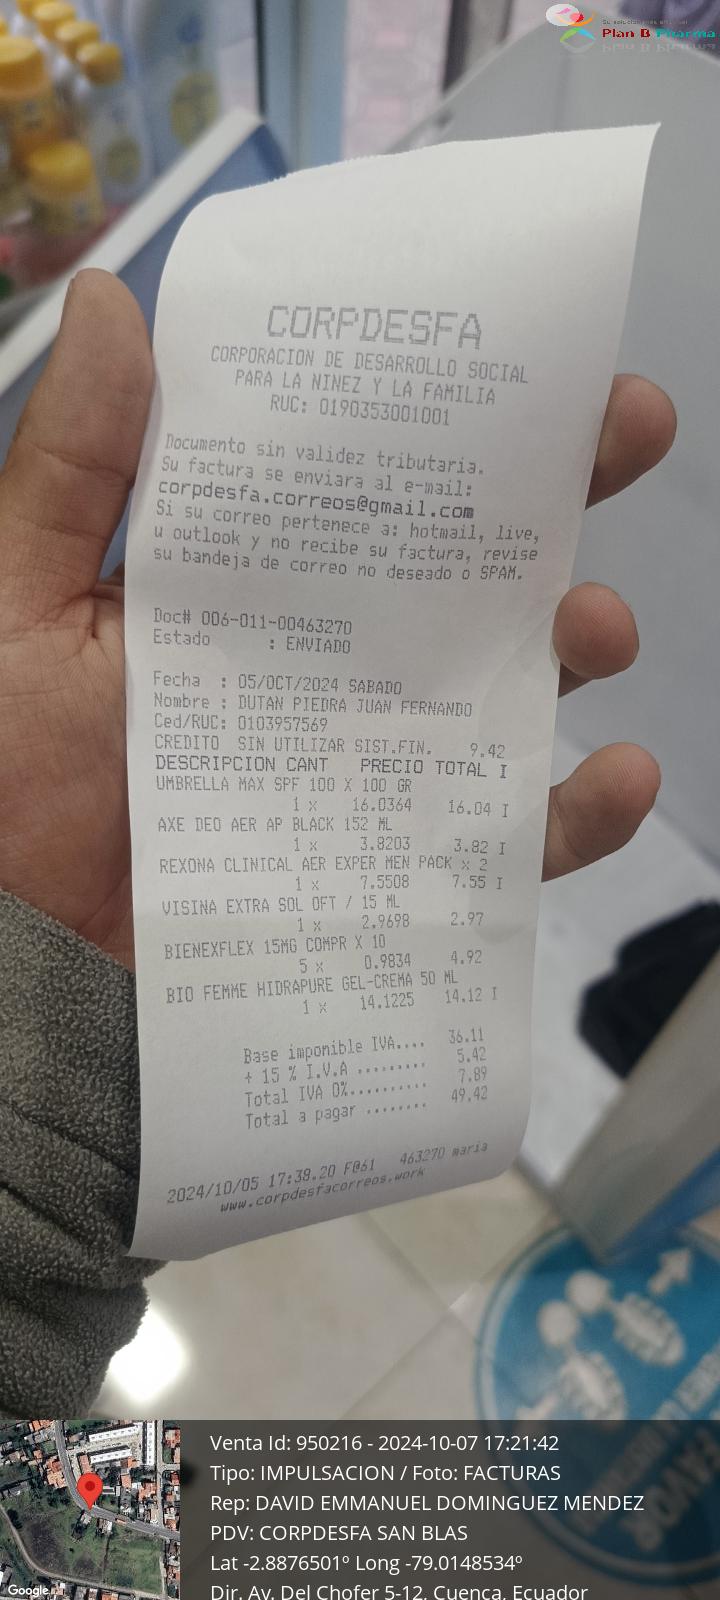 Plan B Pharma
CORPDESFA
CORPORACION DE DESARROLLO SOCIAL
PARA LA NINEZ Y LA FAMILIA
RUC: 0190353001001
Documento sin validez tributaria.
Su factura se enviara al e-mail:
corpdesfa.correos@gmail.com
Si su correo pertenece a: hotmail, live,
u outlook y no recibe su factura, revise
su bandeja de correo no deseado o SPAM.
Doc# 006-011-00463270
Estado : ENVIADO
Fecha : 05/OCT/2024 SABADO
Nombre : DUTAN PIEDRA JUAN FERNANDO
Ced/RUC: 0103957569
CREDITO SIN UTILIZAR SIST.FIN. 9.42
DESCRIPCION CANT PRECIO TOTAL I
UMBRELLA MAX SPF 100 X 100 GR
1 x 16.0364 16.04 I
AXE DEO AER AP BLACK 152 ML
1 x 3.8203 3.82 I
REXONA CLINICAL AER EXPER MEN PACK x 2
1 x 7.5508 7.55 I
VISINA EXTRA SOL OFT / 15 ML
1 x 2.9698 2.97
BIENEXFLEX 15MG COMPR X 10
5 x 0.9834 4.92
BIO FEMME HIDRAPURE GEL-CREMA 50 ML
1 x 14.1225 14.12 I
Base imponible IVA.... 36.11
+ 15 % I.V.A ......... 5.42
Total IVA 0%.......... 7.89
Total a pagar ........ 49.42
2024/10/05 17:38.20 F@61 463270 maria
www.corpdesfacorreos.work
Venta Id: 950216 - 2024-10-07 17:21:42
Tipo: IMPULSACION / Foto: FACTURAS
Rep: DAVID EMMANUEL DOMINGUEZ MENDEZ
PDV: CORPDESFA SAN BLAS
Lat -2.8876501º Long -79.0148534º
Dir. Av. Del Chofer 5-12, Cuenca, Ecuador
Google